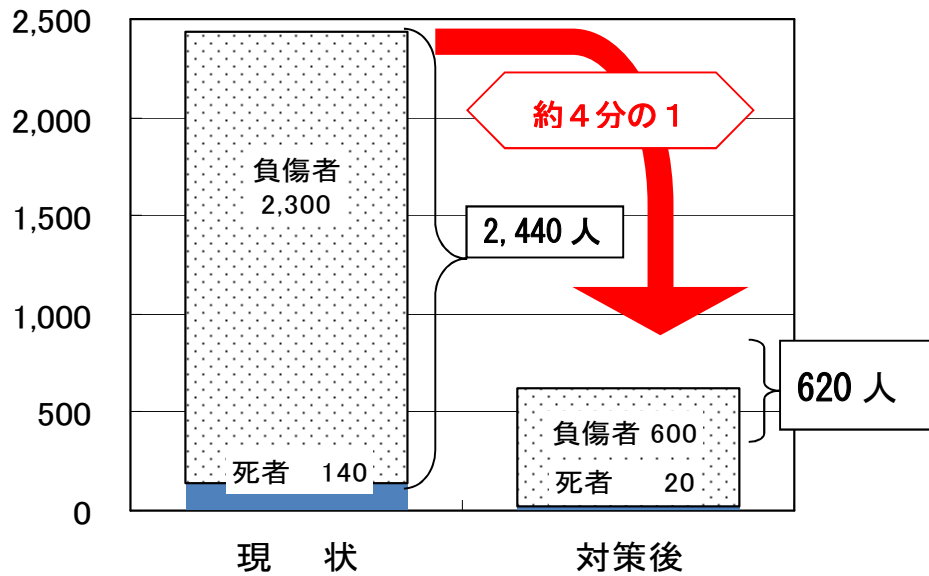 2,500
2,000
1,500
1,000
500
0
約４分の１
負傷者
2,300
2,440 人
死者 140
620 人
負傷者 600
死者 20
現 状
対策後